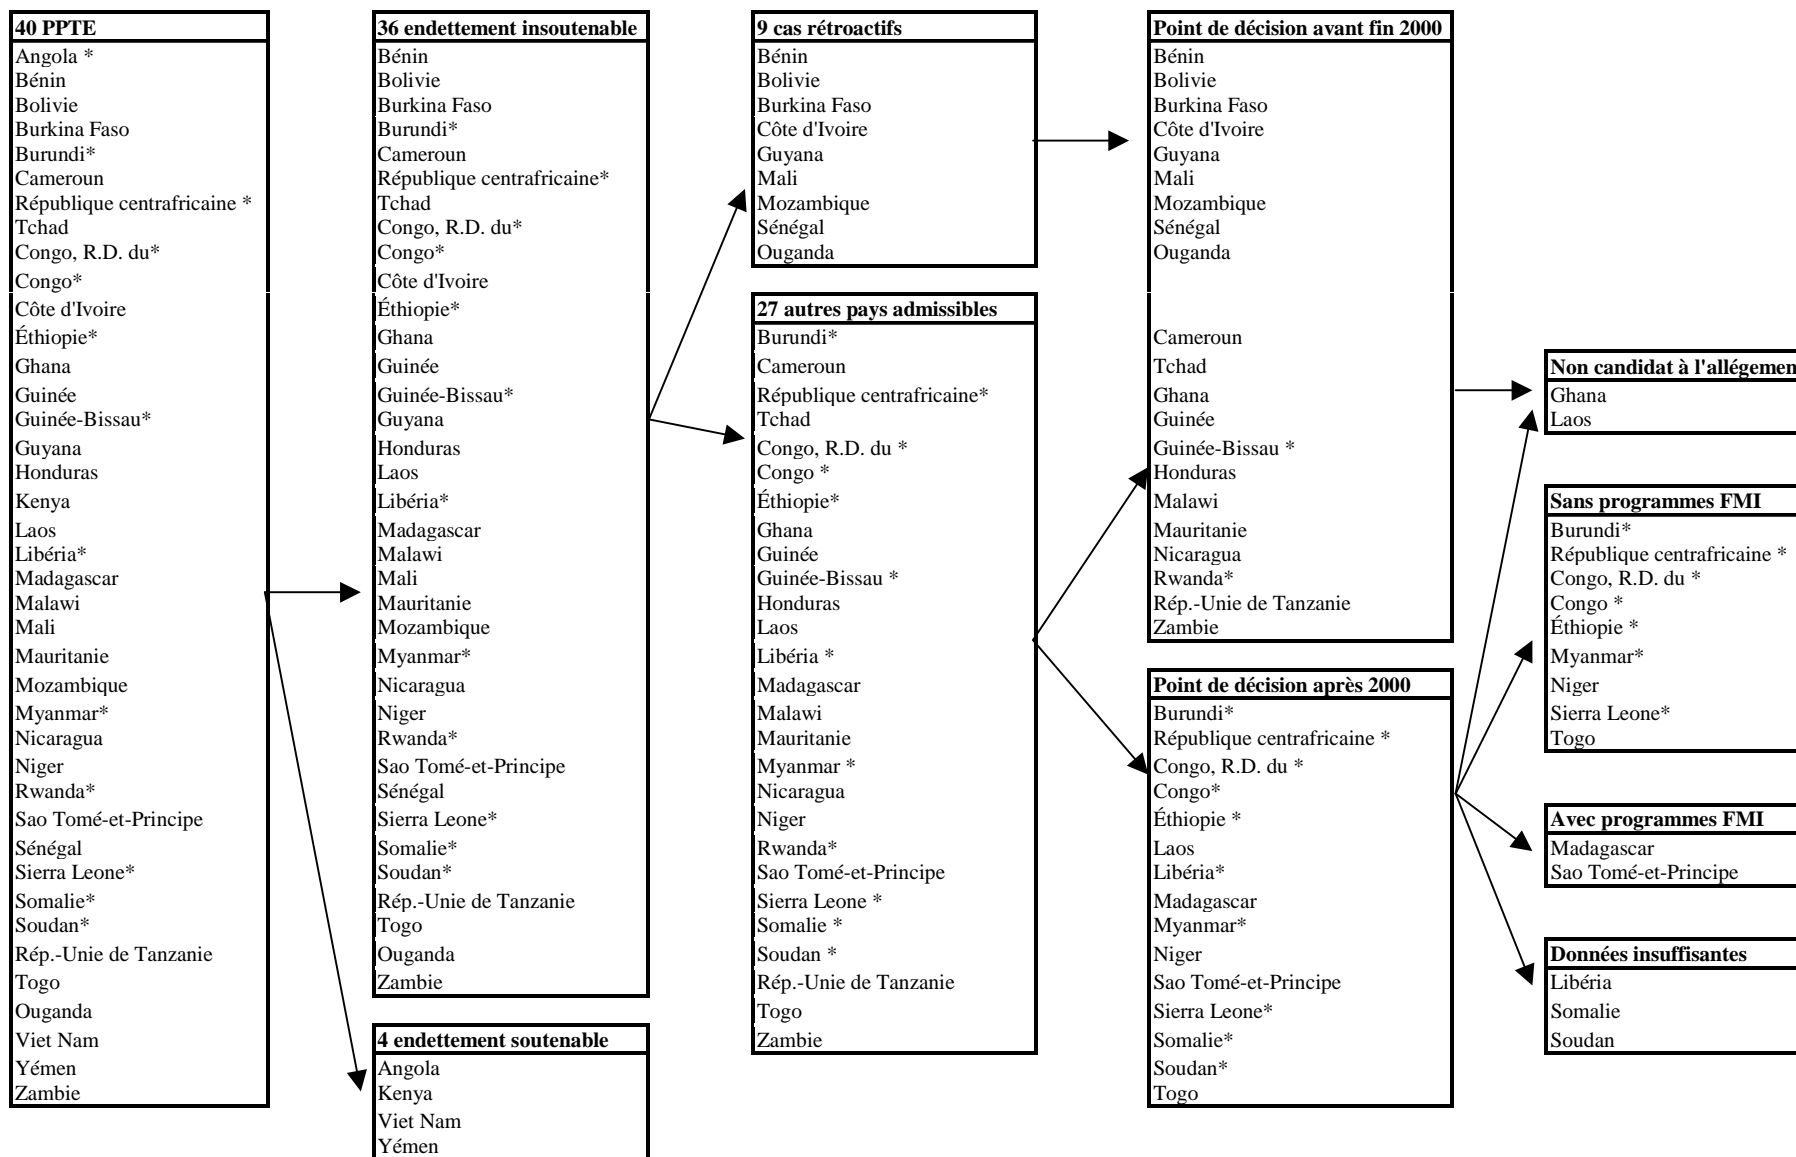 40 PPTE
Angola *
Bénin
Bolivie
Burkina Faso
Burundi*
Cameroun
République centrafricaine *
Tchad
Congo, R.D. du*
Congo*
Côte d'Ivoire
Éthiopie*
Ghana
Guinée
Guinée-Bissau*
Guyana
Honduras
Kenya
Laos
Libéria*
Madagascar
Malawi
Mali
Mauritanie
Mozambique
Myanmar*
Nicaragua
Niger
Rwanda*
Sao Tomé-et-Principe
Sénégal
Sierra Leone*
Somalie*
Soudan*
Rép.-Unie de Tanzanie
Togo
Ouganda
Viet Nam
Yémen
Zambie
36 endettement insoutenable
Bénin
Bolivie
Burkina Faso
Burundi*
Cameroun
République centrafricaine*
Tchad
Congo, R.D. du*
Congo*
Côte d'Ivoire
Éthiopie*
Ghana
Guinée
Guinée-Bissau*
Guyana
Honduras
Laos
Libéria*
Madagascar
Malawi
Mali
Mauritanie
Mozambique
Myanmar*
Nicaragua
Niger
Rwanda*
Sao Tomé-et-Principe
Sénégal
Sierra Leone*
Somalie*
Soudan*
Rép.-Unie de Tanzanie
Togo
Ouganda
Zambie
4 endettement soutenable
Angola
Kenya
Viet Nam
Yémen
9 cas rétroactifs
Bénin
Bolivie
Burkina Faso
Côte d'Ivoire
Guyana
Mali
Mozambique
Sénégal
Ouganda
27 autres pays admissibles
Burundi*
Cameroun
République centrafricaine*
Tchad
Congo, R.D. du *
Congo *
Éthiopie*
Ghana
Guinée
Guinée-Bissau *
Honduras
Laos
Libéria *
Madagascar
Malawi
Mauritanie
Myanmar *
Nicaragua
Niger
Rwanda*
Sao Tomé-et-Principe
Sierra Leone *
Somalie *
Soudan *
Rép.-Unie de Tanzanie
Togo
Zambie
Point de décision avant fin 2000
Bénin
Bolivie
Burkina Faso
Côte d'Ivoire
Guyana
Mali
Mozambique
Sénégal
Ouganda
Cameroun
Tchad
Ghana
Guinée
Guinée-Bissau *
Honduras
Malawi
Mauritanie
Nicaragua
Rwanda*
Rép.-Unie de Tanzanie
Zambie
Point de décision après 2000
Burundi*
République centrafricaine *
Congo, R.D. du *
Congo*
Éthiopie *
Laos
Libéria*
Madagascar
Myanmar*
Niger
Sao Tomé-et-Principe
Sierra Leone*
Somalie*
Soudan*
Togo
Non candidat à l'allégemen
Ghana
Laos
Sans programmes FMI
Burundi*
République centrafricaine *
Congo, R.D. du *
Congo *
Éthiopie *
Myanmar*
Niger
Sierra Leone*
Togo
Avec programmes FMI
Madagascar
Sao Tomé-et-Principe
Données insuffisantes
Libéria
Somalie
Soudan